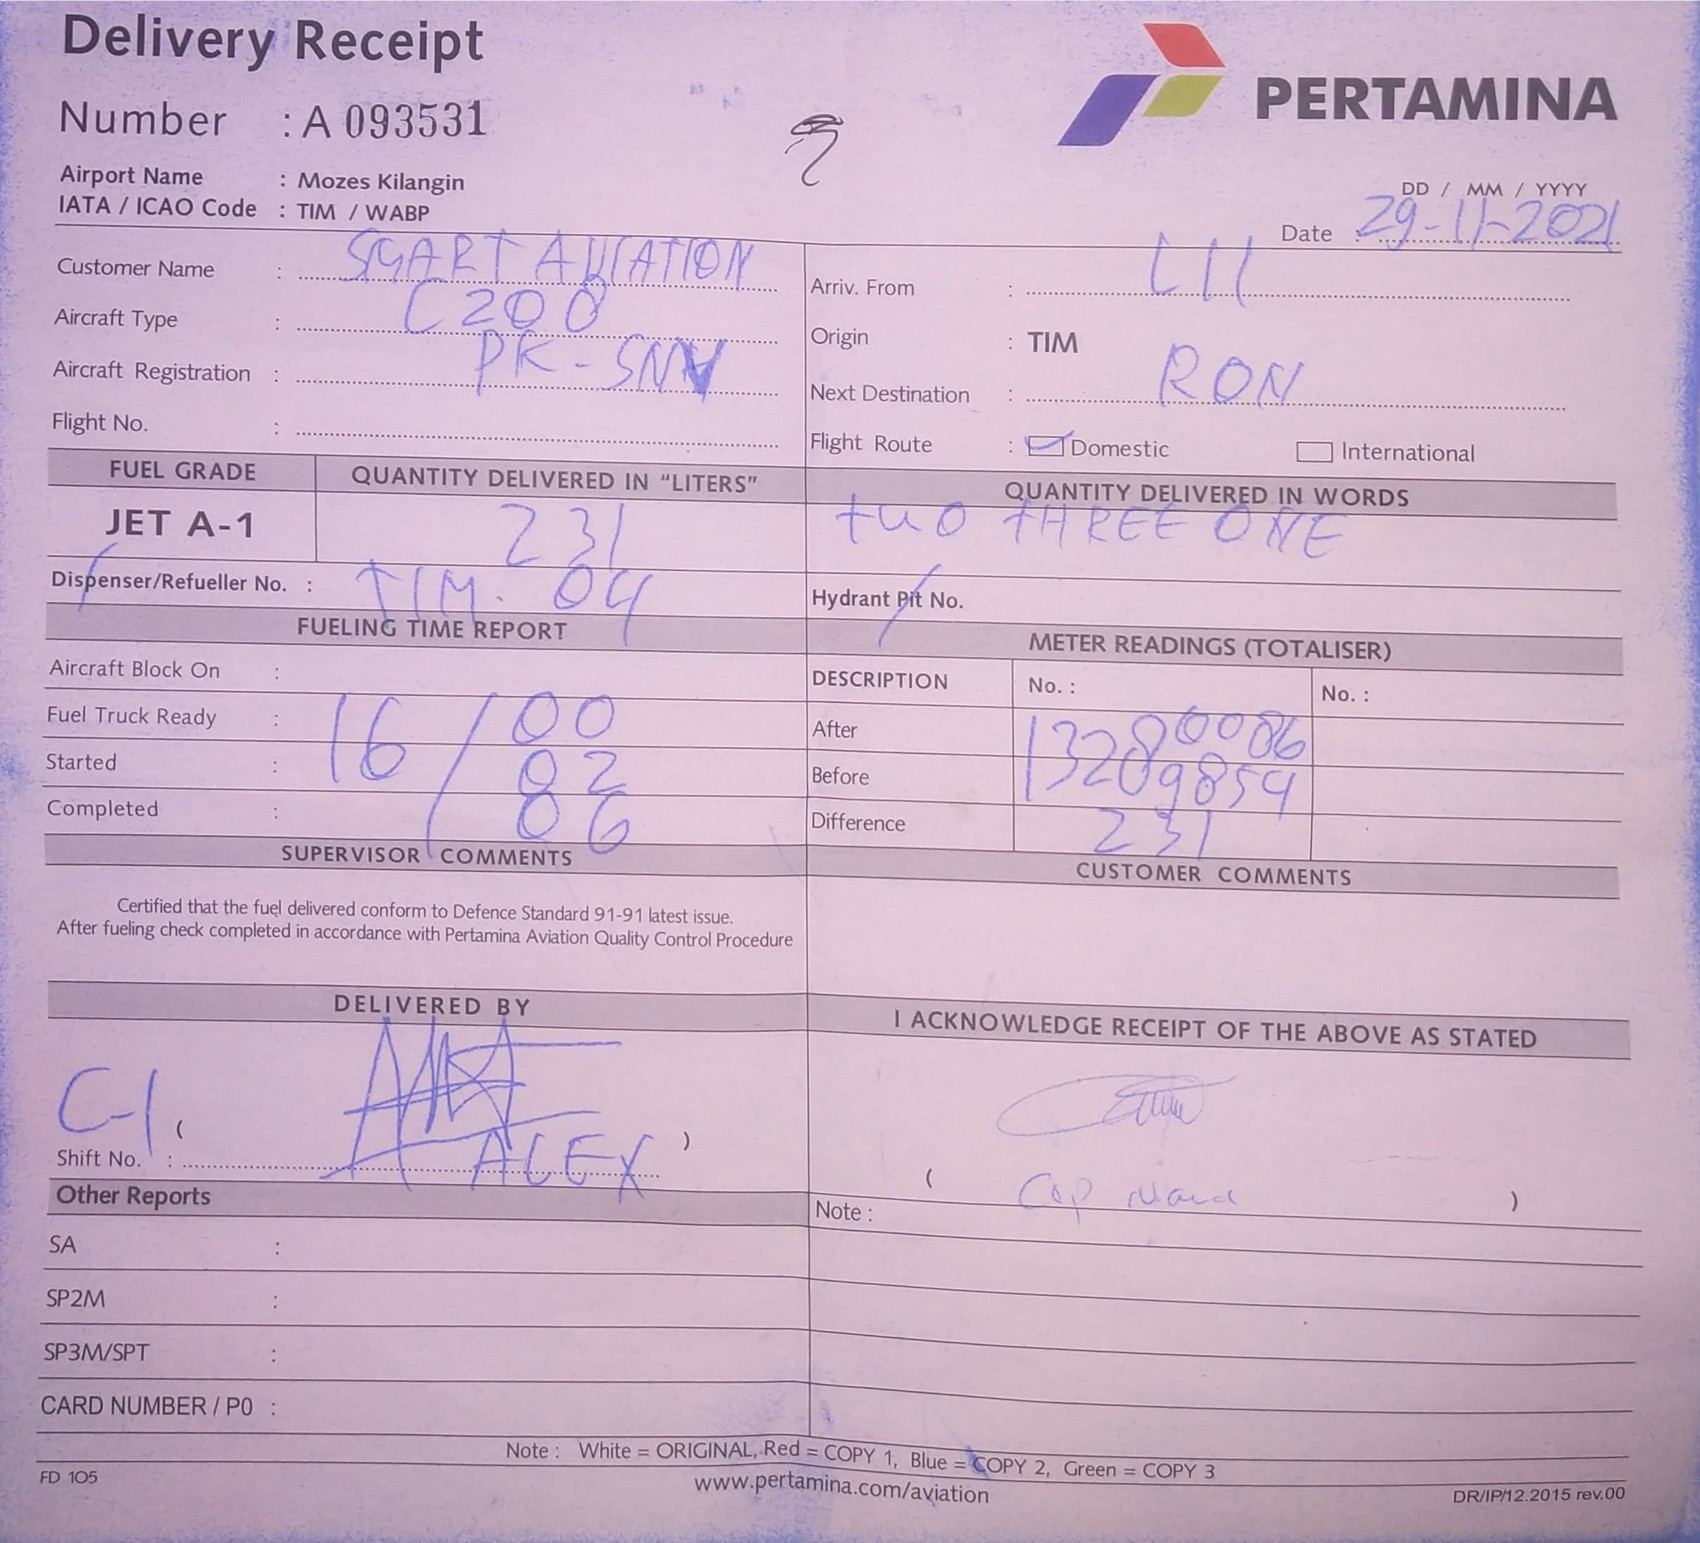 Delivery Receipt
PERTAMINA
Number : A 093531
Airport Name : Mozes Kilangin
IATA / ICAO Code : TIM / WABP
DD / MM / YYYY
Date : 29-11-2021
Customer Name : SMART AVIATION
Aircraft Type : C 208
Aircraft Registration : PK-SNV
Flight No. :
Arriv. From : LII
Origin : TIM
Next Destination : RON
Flight Route : Domestic International
FUEL GRADE QUANTITY DELIVERED IN “LITERS” QUANTITY DELIVERED IN WORDS
JET A-1 231 two THREE ONE
Dispenser/Refueller No. : TIM. 04 Hydrant Pit No.
FUELING TIME REPORT
Aircraft Block On :
Fuel Truck Ready : 16 / 00
Started : 02
Completed : 06
METER READINGS (TOTALISER)
DESCRIPTION No. : No. :
After
Before
Difference 231
SUPERVISOR COMMENTS CUSTOMER COMMENTS
Certified that the fuel delivered conform to Defence Standard 91-91 latest issue.
After fueling check completed in accordance with Pertamina Aviation Quality Control Procedure
DELIVERED BY I ACKNOWLEDGE RECEIPT OF THE ABOVE AS STATED
C-1. ( )
Shift No. : ALEX
( Cap )
Other Reports Note :
SA :
SP2M :
SP3M/SPT :
CARD NUMBER / P0 :
Note : White = ORIGINAL, Red = COPY 1, Blue = COPY 2, Green = COPY 3
FD 105 www.pertamina.com/aviation DR/IP/12.2015 rev.00